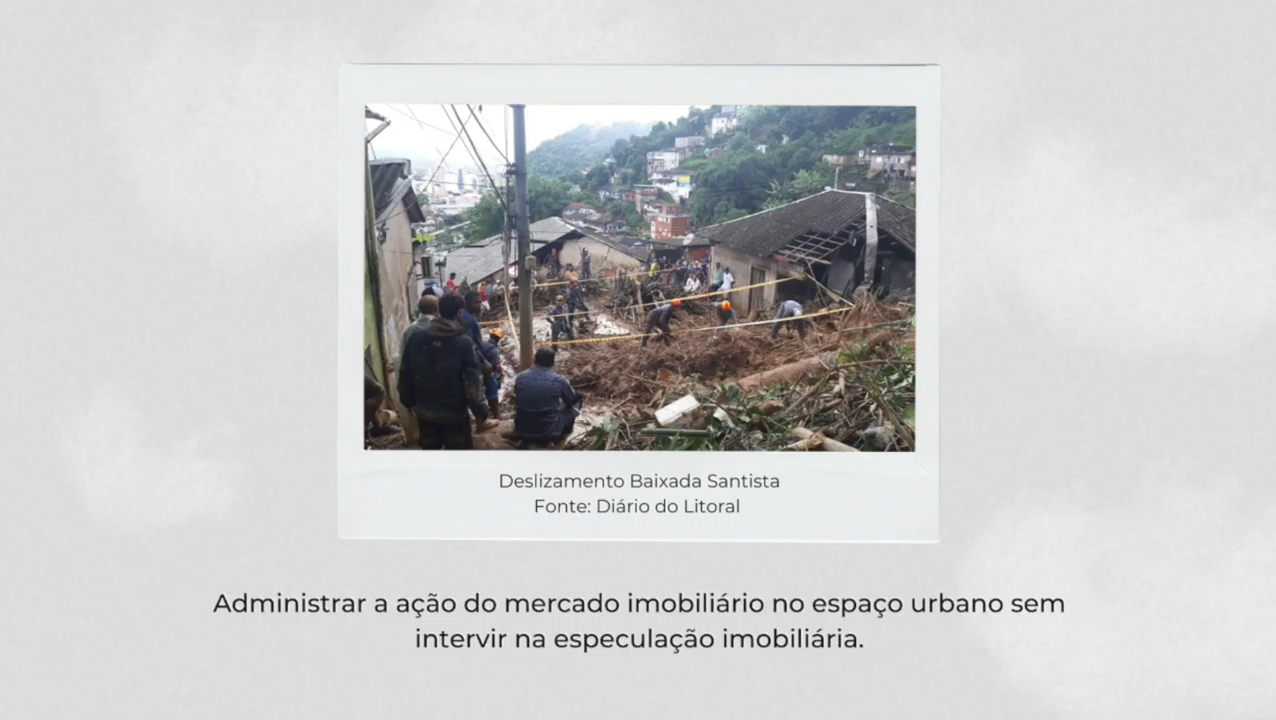 Deslizamento Baixada Santista
Fonte: Diário do Litoral
Administrar a ação do mercado imobiliário no espaço urbano sem
intervir na especulação imobiliária.